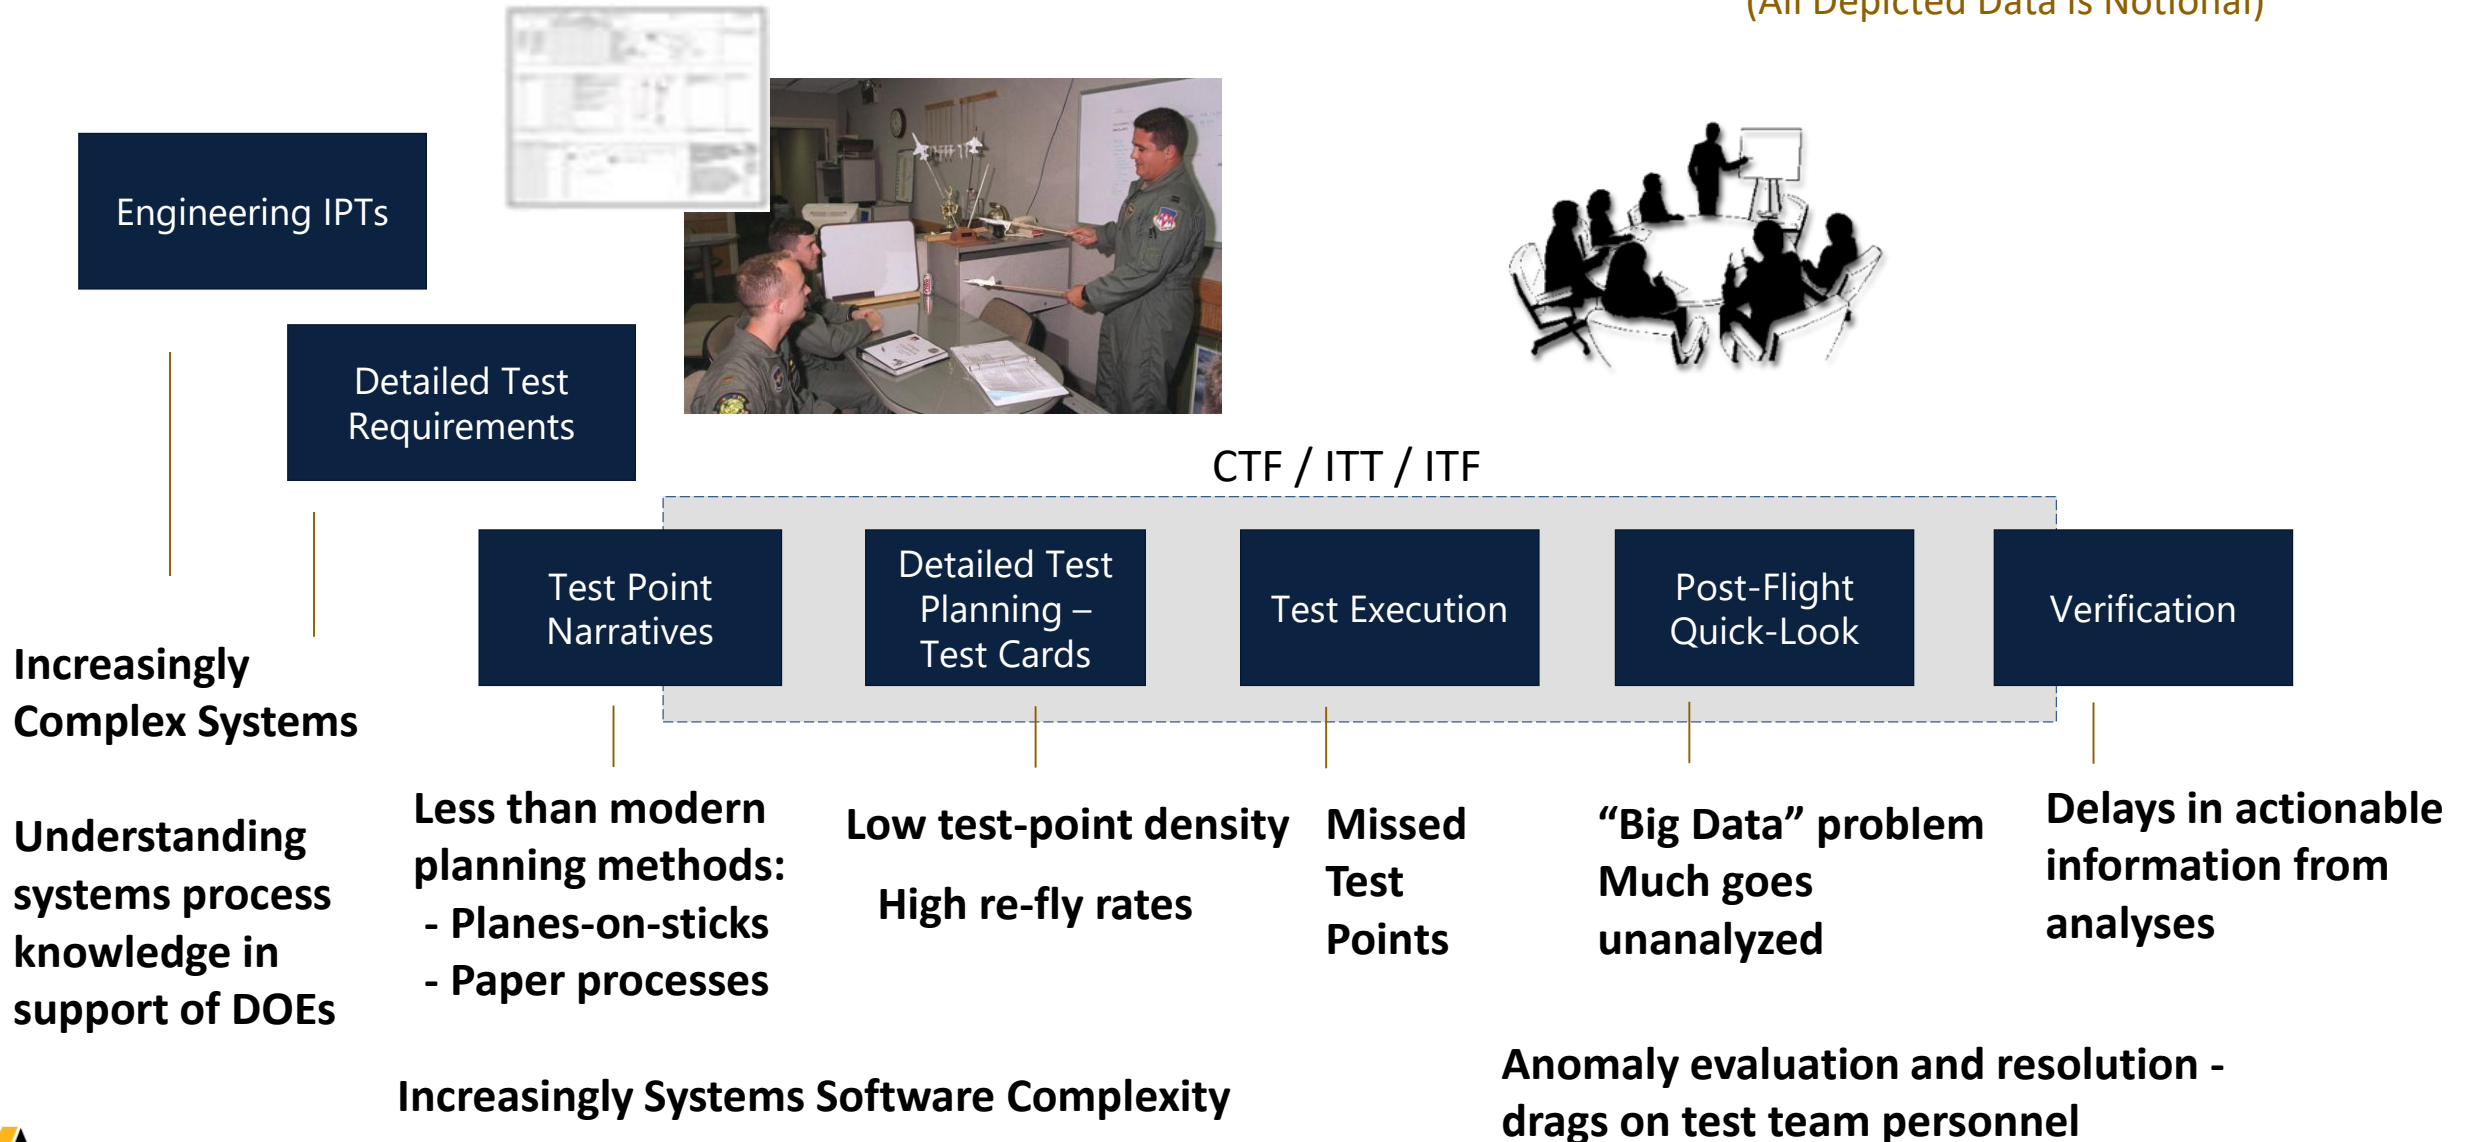 (All Depicted Data is Notional)
Engineering IPTs
Detailed Test
Requirements
CTF / ITT / ITF
Test Point
Narratives
Detailed Test
Planning –
Test Cards
Test Execution
Post-Flight
Quick-Look
Verification
Increasingly
Complex Systems
Understanding
systems process
knowledge in
support of DOEs
Less than modern
planning methods:
- Planes-on-sticks
- Paper processes
Low test-point density
High re-fly rates
Missed
Test
Points
“Big Data” problem
Much goes
unanalyzed
Delays in actionable
information from
analyses
Increasingly Systems Software Complexity
Anomaly evaluation and resolution -
drags on test team personnel